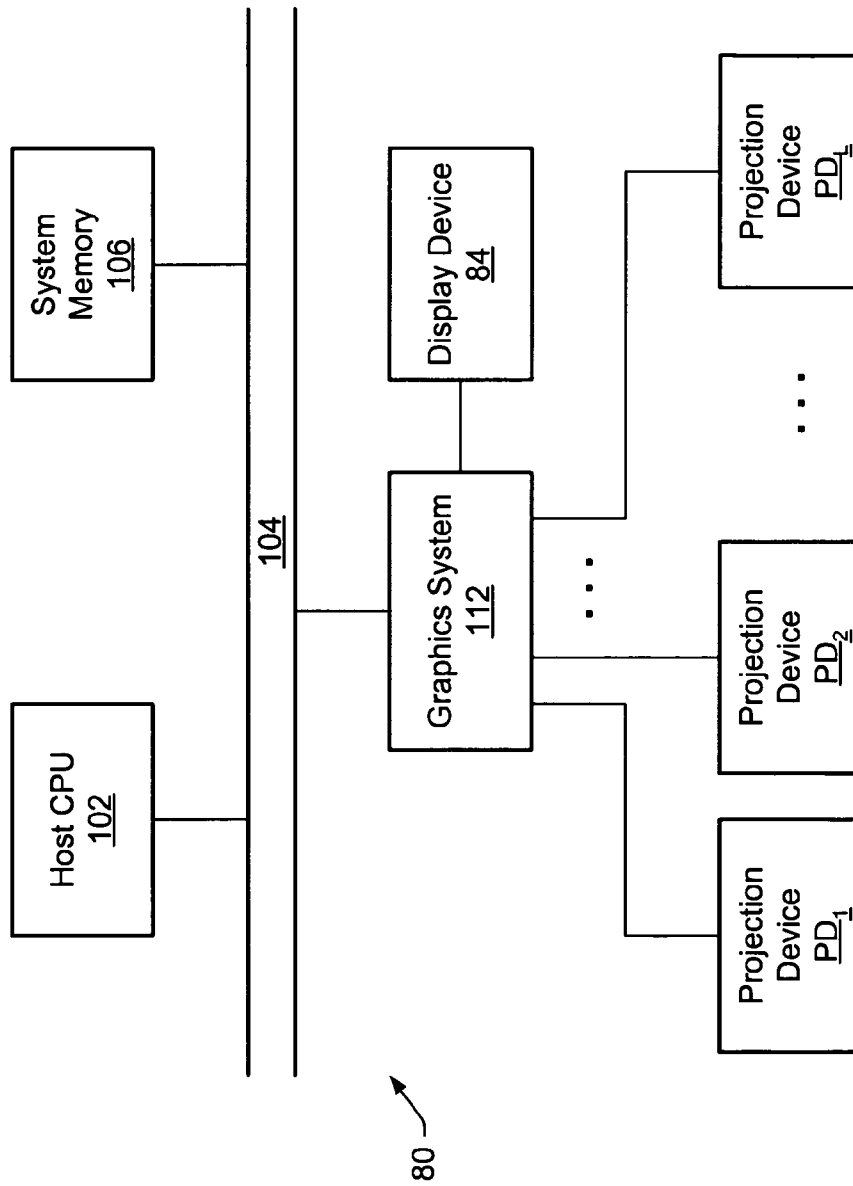 Host CPU
102
System
Memory
106
104
Graphics System
112
Display Device
84
...
Projection
Device
PD₁
Projection
Device
PD₂
...
Projection
Device
PD_L
80